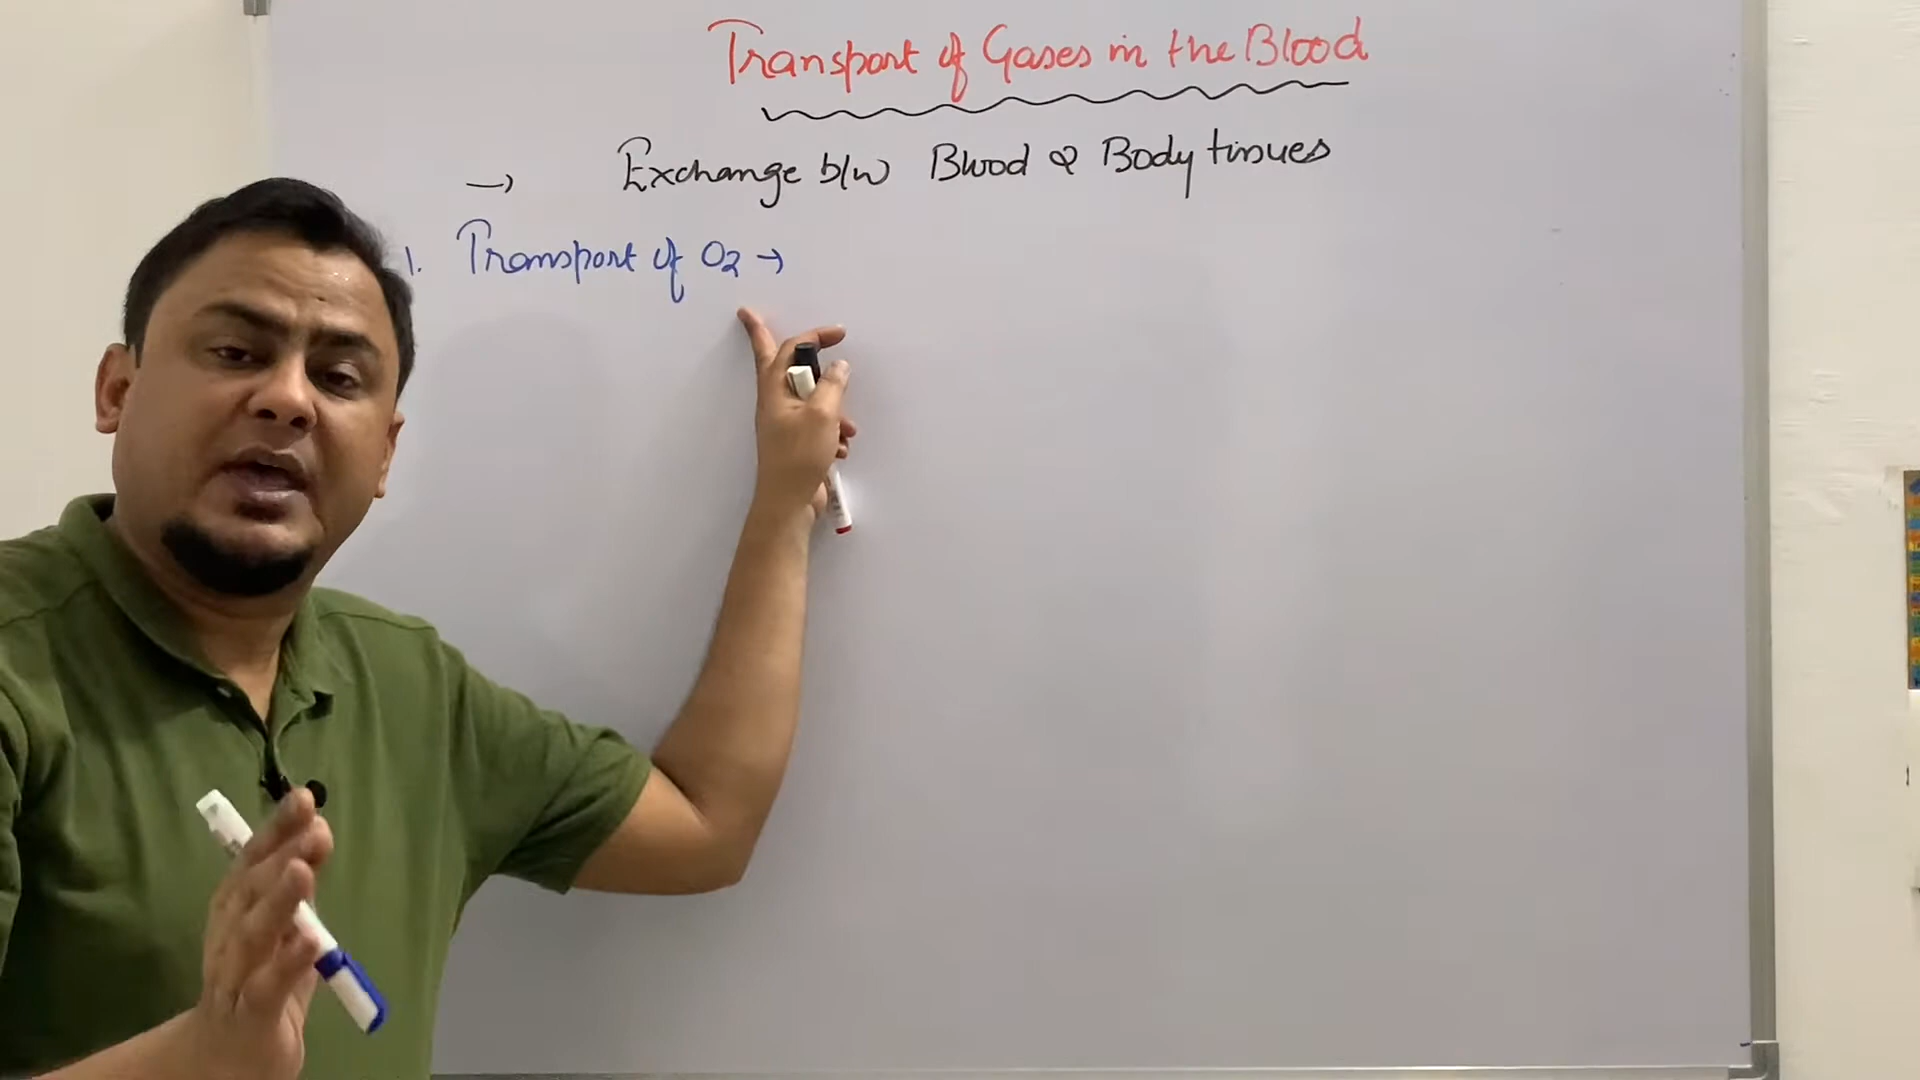 Transport of Gases in the Blood
→ Exchange b/w Blood & Body tissues
1. Transport of O2 →